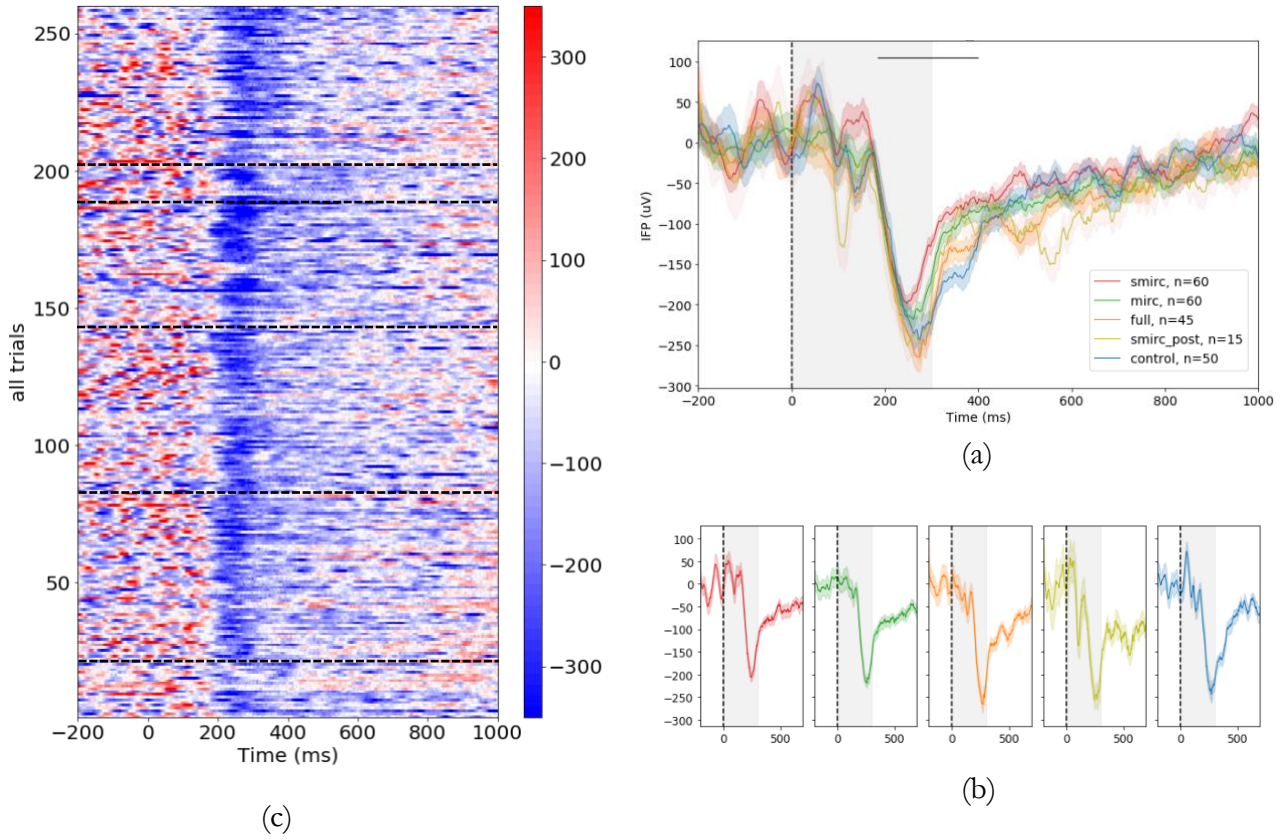 250
200
150
100
50
all trials
−200 0 200 400 600 800 1000
Time (ms)
300
200
100
0
−100
−200
−300
(c)
100
50
0
−50
−100
−150
−200
−250
−300
IFP (uV)
smirc, n=60
mirc, n=60
full, n=45
smirc_post, n=15
control, n=50
−200 0 200 400 600 800 1000
Time (ms)
(a)
100
50
0
−50
−100
−150
−200
−250
−300
0 500 0 500 0 500 0 500 0 500
(b)